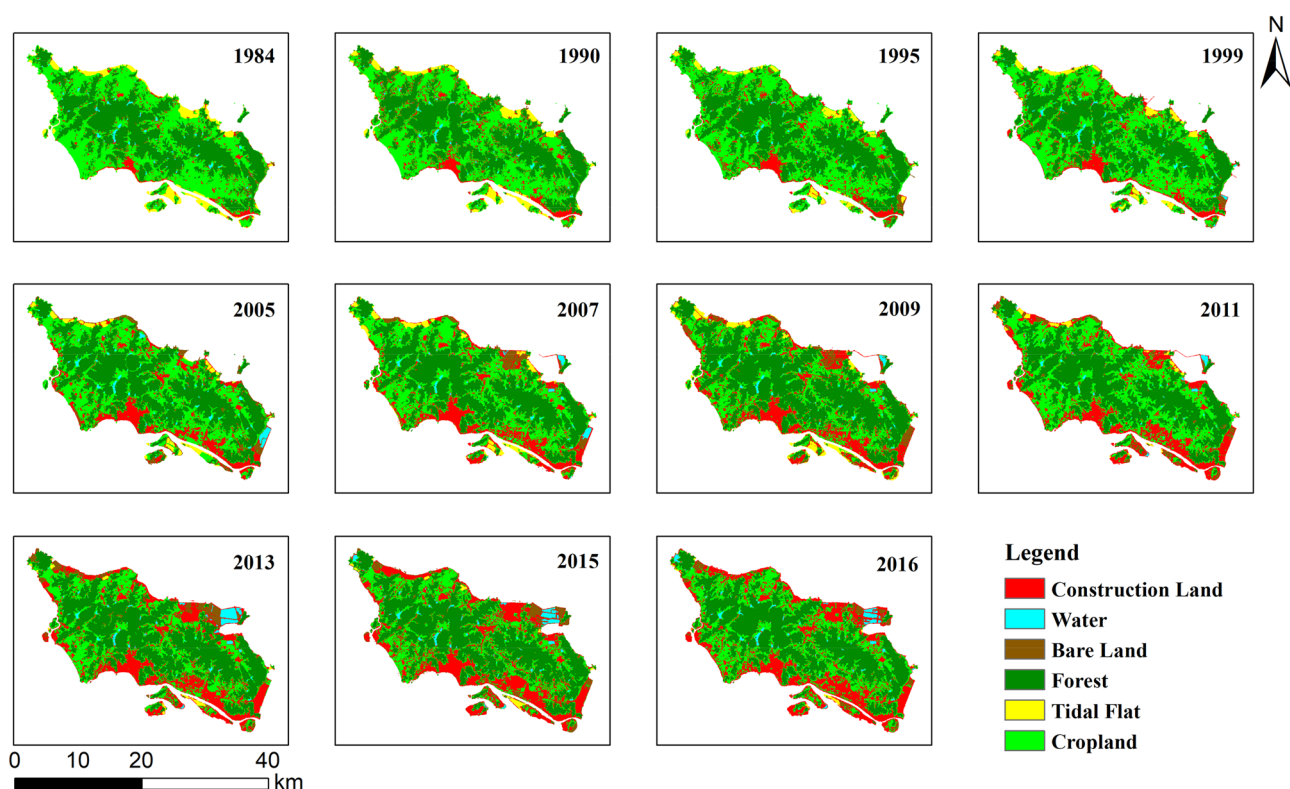 N
1984
1990
1995
1999
2005
2007
2009
2011
2013
2015
2016
Legend
Construction Land
Water
Bare Land
Forest
Tidal Flat
Cropland
0 10 20 40
km